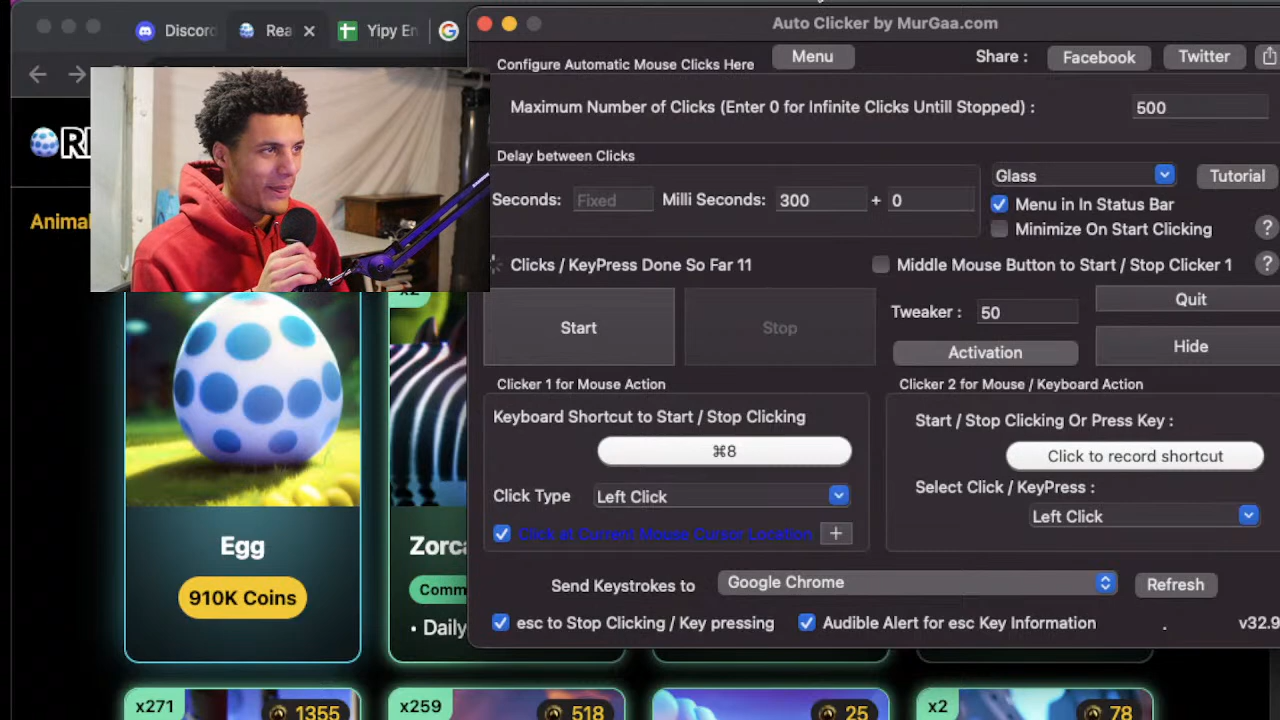 Discord
Rea
Yipy En
Auto Clicker by MurGaa.com
Configure Automatic Mouse Clicks Here
Menu
Share :
Facebook
Twitter
Maximum Number of Clicks (Enter 0 for Infinite Clicks Untill Stopped) :
500
Delay between Clicks
Seconds:
Fixed
Milli Seconds:
300
+
0
Glass
Tutorial
Menu in In Status Bar
Minimize On Start Clicking
?
Clicks / KeyPress Done So Far 11
Middle Mouse Button to Start / Stop Clicker 1
?
Start
Stop
Tweaker :
50
Quit
Activation
Hide
Clicker 1 for Mouse Action
Keyboard Shortcut to Start / Stop Clicking
⌘8
Click Type
Left Click
Click at Current Mouse Cursor Location
+
Clicker 2 for Mouse / Keyboard Action
Start / Stop Clicking Or Press Key :
Click to record shortcut
Select Click / KeyPress :
Left Click
Send Keystrokes to
Google Chrome
Refresh
esc to Stop Clicking / Key pressing
Audible Alert for esc Key Information
.
v32.9
Animal
x2
Egg
910K Coins
Zorca
Comm
• Daily
x271
1355
x259
518
25
x2
78